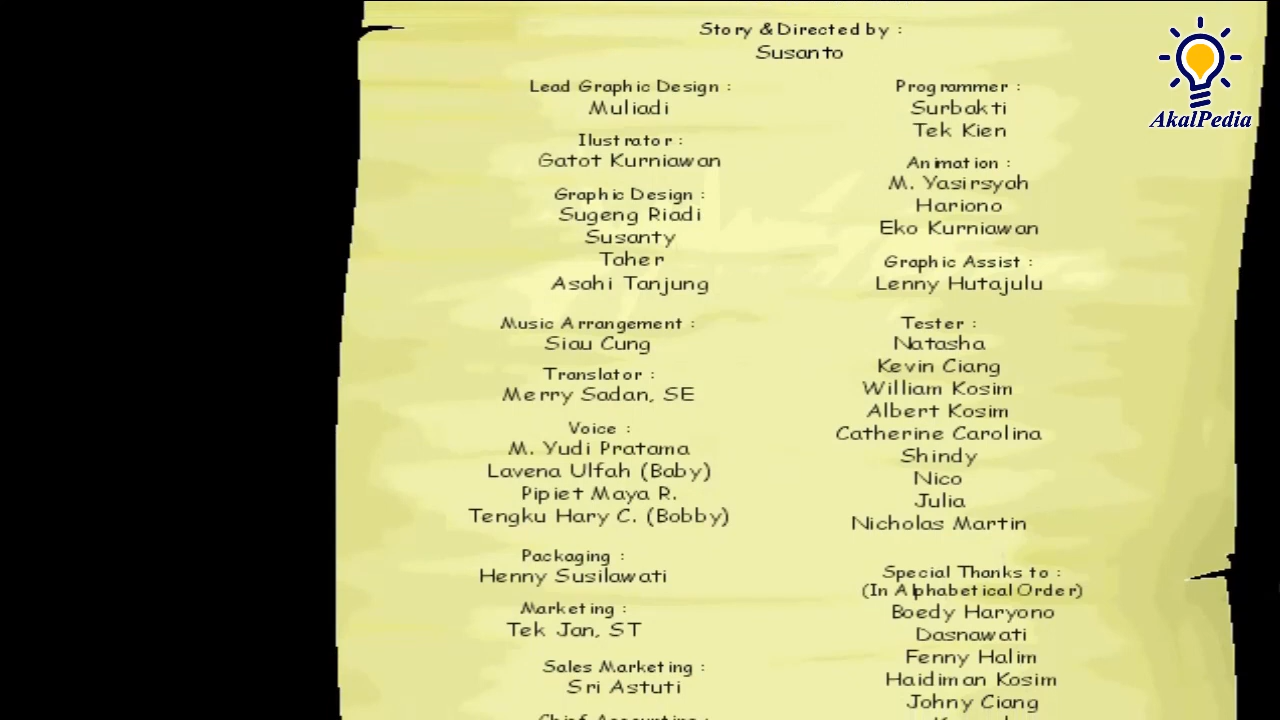 Story & Directed by :
Susanto
Lead Graphic Design :
Muliadi
Ilustrator :
Gatot Kurniawan
Graphic Design :
Sugeng Riadi
Susanty
Taher
Asahi Tanjung
Music Arrangement :
Siau Cung
Translator :
Merry Sadan, SE
Voice :
M. Yudi Pratama
Lavena Ulfah (Baby)
Pipiet Maya R.
Tengku Hary C. (Bobby)
Packaging :
Henny Susilawati
Marketing :
Tek Jan, ST
Sales Marketing :
Sri Astuti
Chief Accounting :
Programmer :
Surbakti
Tek Kien
Animation :
M. Yasirsyah
Hariono
Eko Kurniawan
Graphic Assist :
Lenny Hutajulu
Tester :
Natasha
Kevin Ciang
William Kosim
Albert Kosim
Catherine Carolina
Shindy
Nico
Julia
Nicholas Martin
Special Thanks to :
(In Alphabetical Order)
Boedy Haryono
Dasnawati
Fenny Halim
Haidiman Kosim
Johny Ciang
AkalPedia